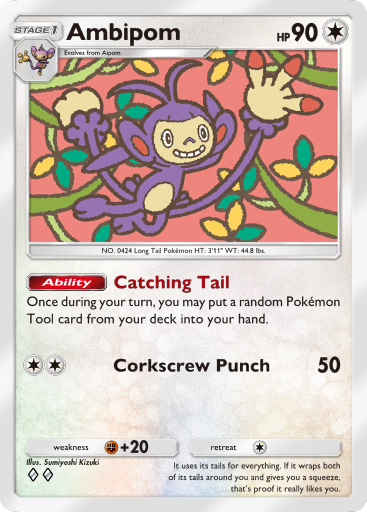 STAGE 1
Ambipom
HP 90
Evolves from Aipom
NO. 0424 Long Tail Pokémon HT: 3'11" WT: 44.8 lbs.
Ability Catching Tail
Once during your turn, you may put a random Pokémon
Tool card from your deck into your hand.
Corkscrew Punch 50
weakness +20
retreat
Illus. Sumiyoshi Kizuki
It uses its tails for everything. If it wraps both
of its tails around you and gives you a squeeze,
that's proof it really likes you.